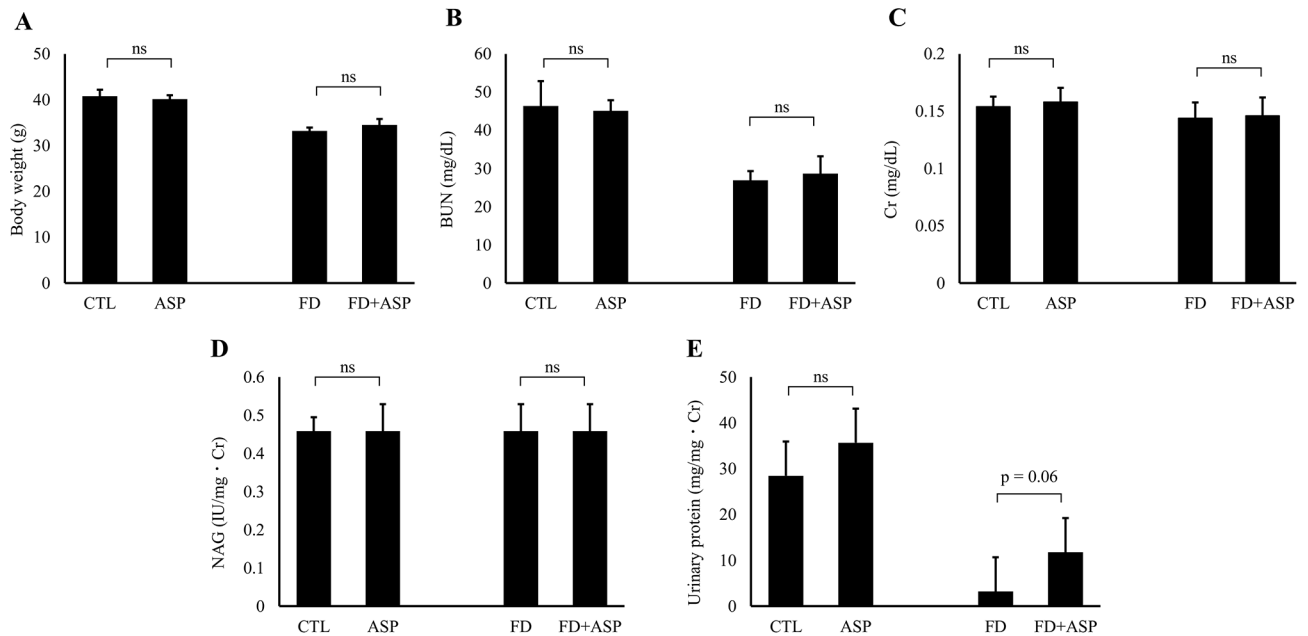 A
Body weight (g)
50
40
30
20
10
0
ns
ns
CTL
ASP
FD
FD+ASP
B
BUN (mg/dL)
60
50
40
30
20
10
0
ns
ns
CTL
ASP
FD
FD+ASP
C
Cr (mg/dL)
0.2
0.15
0.1
0.05
0
ns
ns
CTL
ASP
FD
FD+ASP
D
NAG (IU/mg・Cr)
0.6
0.5
0.4
0.3
0.2
0.1
0
ns
ns
CTL
ASP
FD
FD+ASP
E
Urinary protein (mg/mg・Cr)
50
40
30
20
10
0
ns
p = 0.06
CTL
ASP
FD
FD+ASP